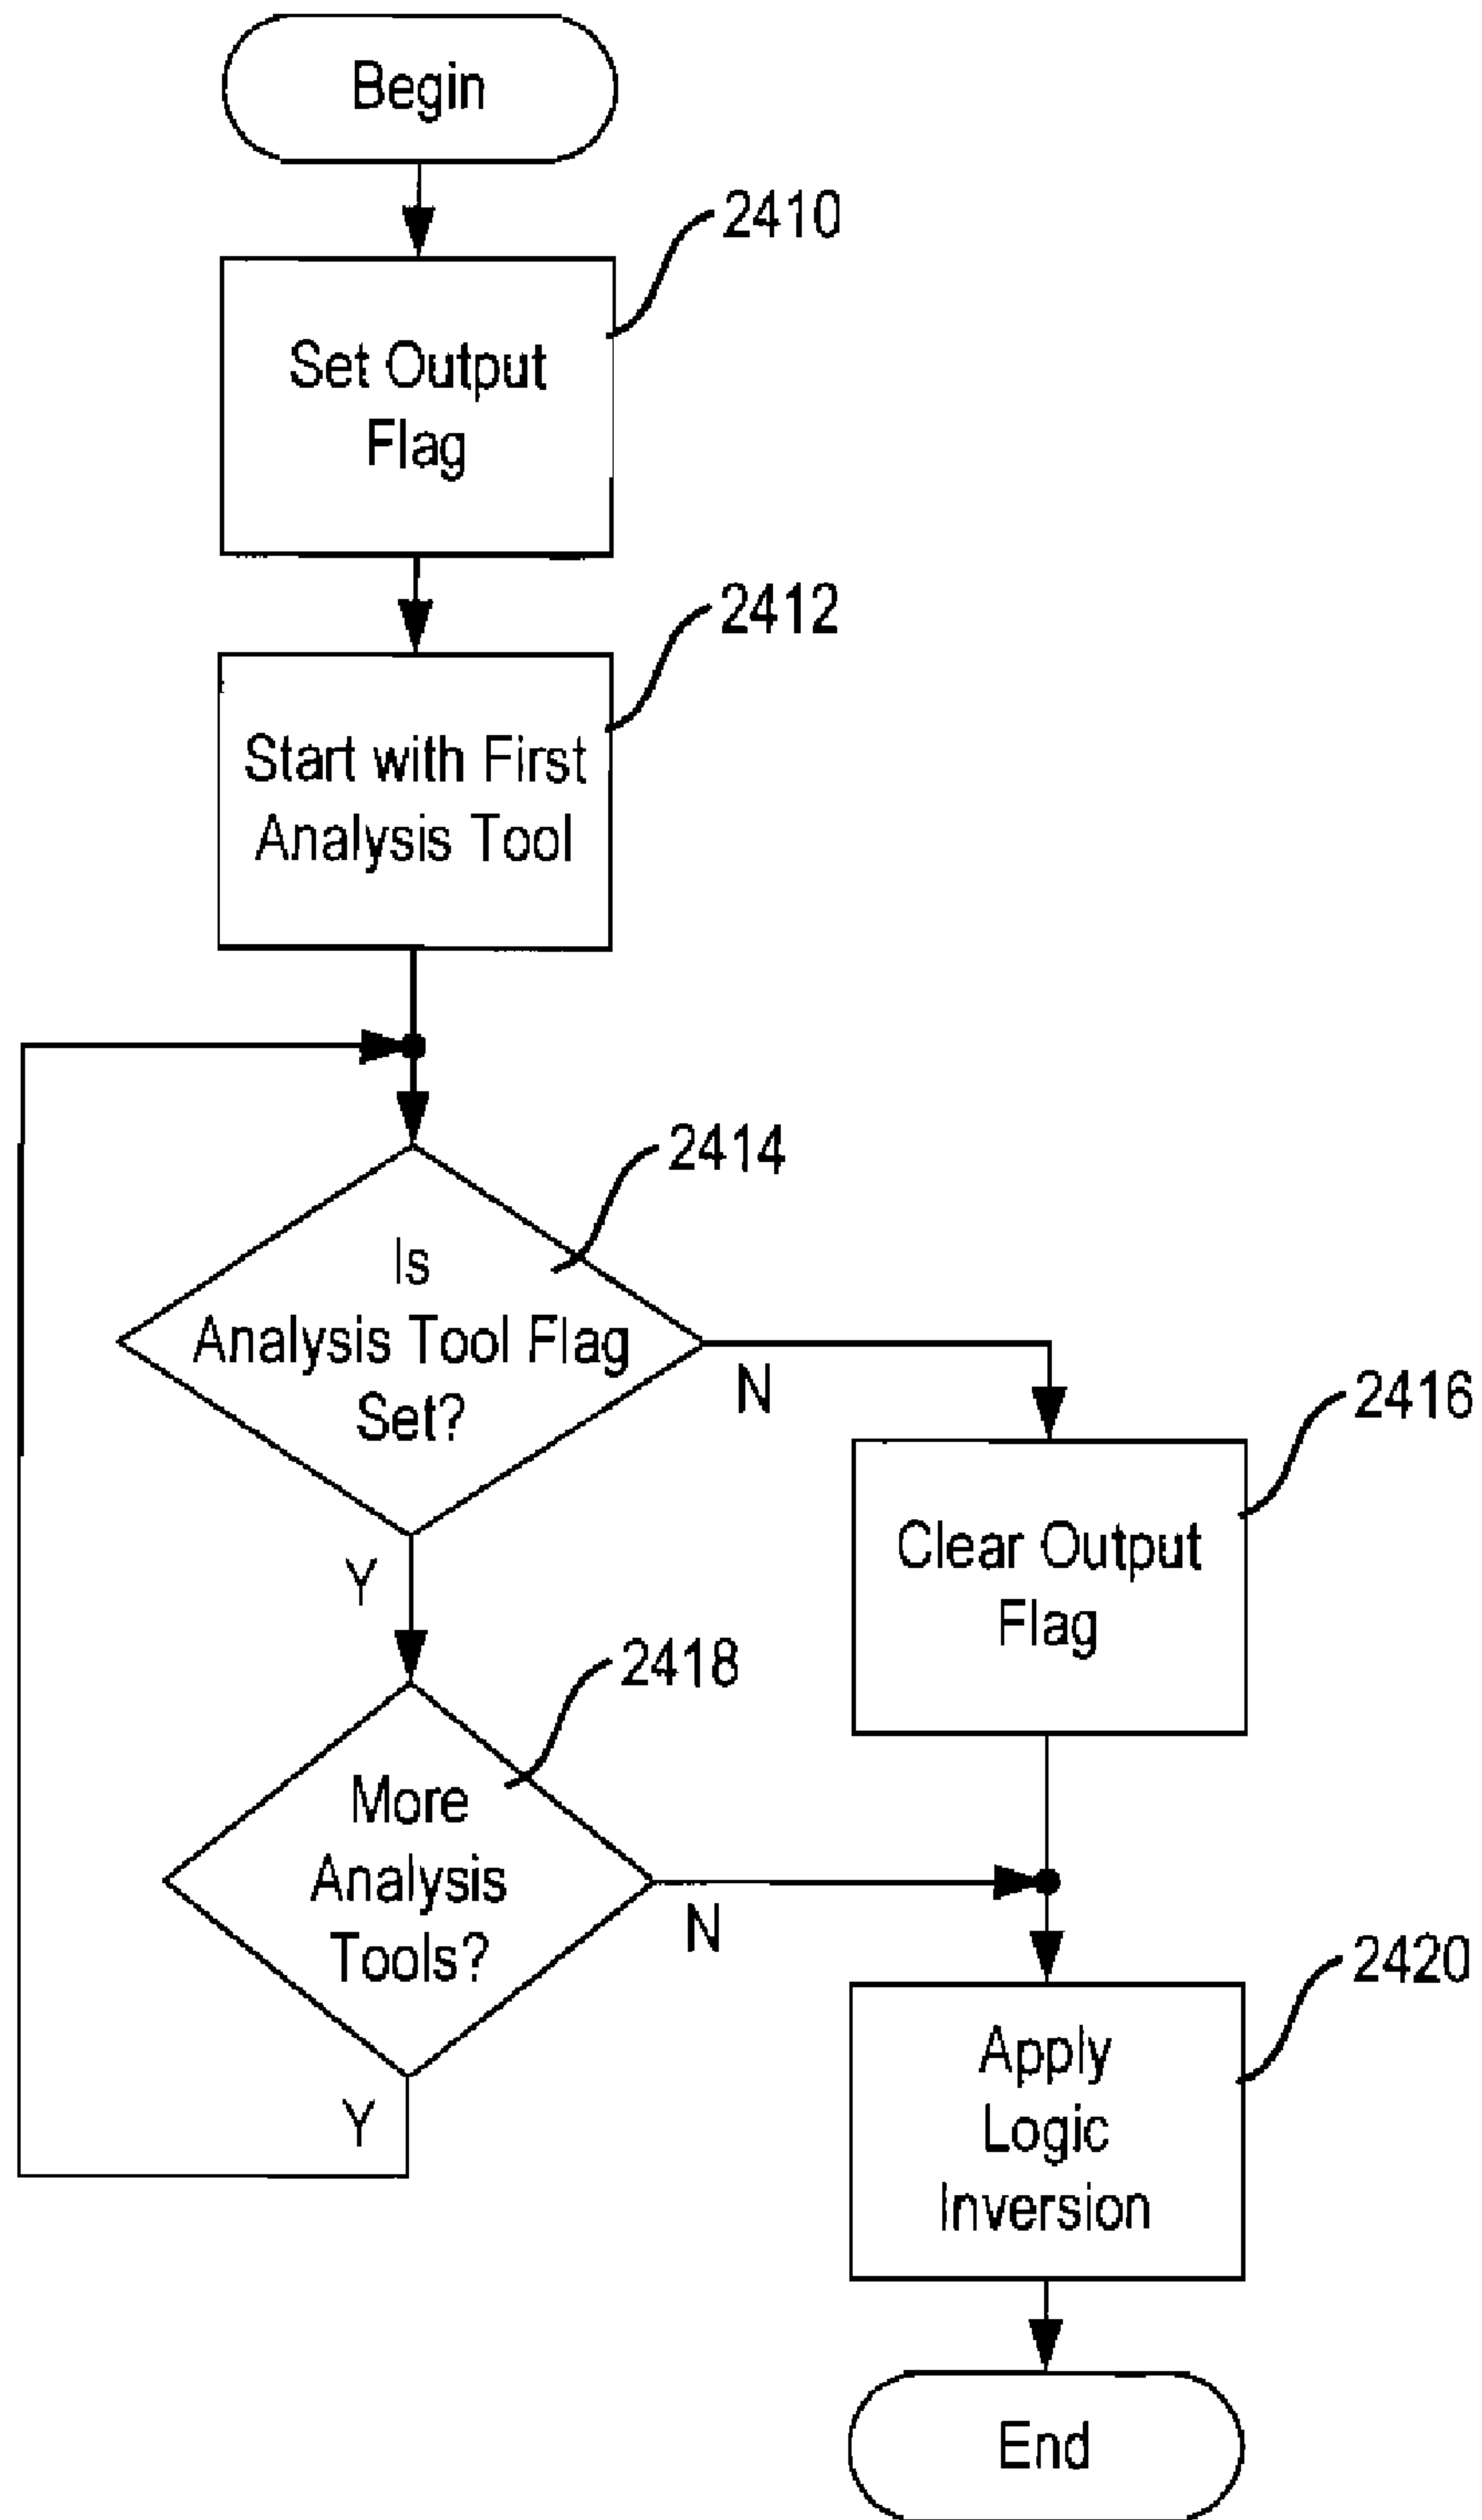 Begin
2410
Set Output
Flag
2412
Start with First
Analysis Tool
2414
Is
Analysis Tool Flag
Set?
N
2416
Clear Output
Flag
Y
2418
More
Analysis
Tools?
N
2420
Apply
Logic
Inversion
Y
End